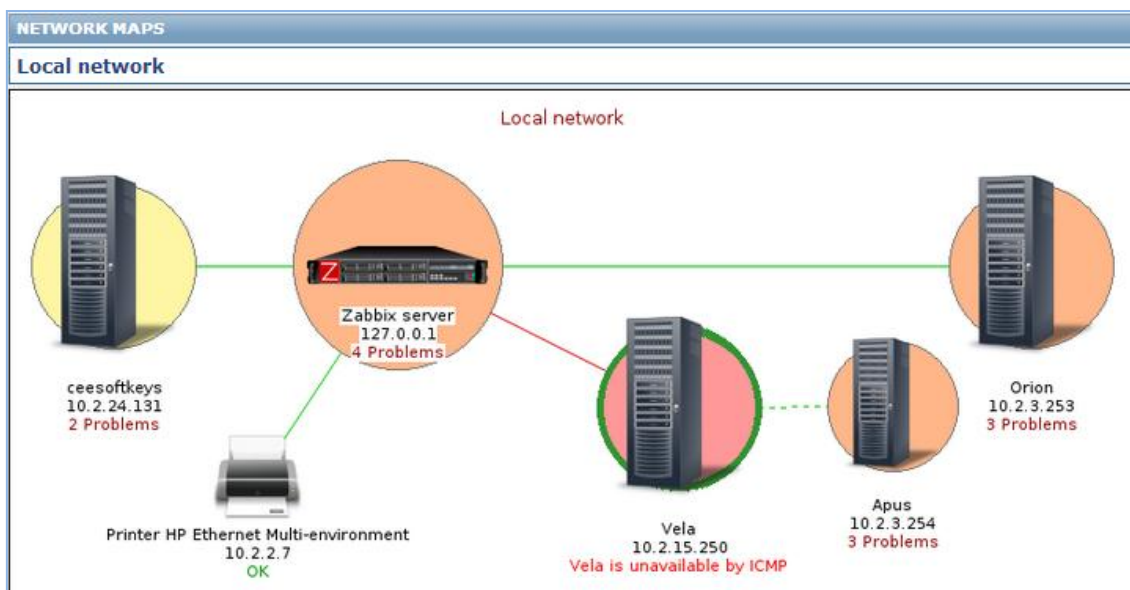 NETWORK MAPS
Local network
Local network
Z
Zabbix server
127.0.0.1
4 Problems
ceesoftkeys
10.2.24.131
2 Problems
Orion
10.2.3.253
3 Problems
Printer HP Ethernet Multi-environment
10.2.2.7
OK
Vela
10.2.15.250
Vela is unavailable by ICMP
Apus
10.2.3.254
3 Problems